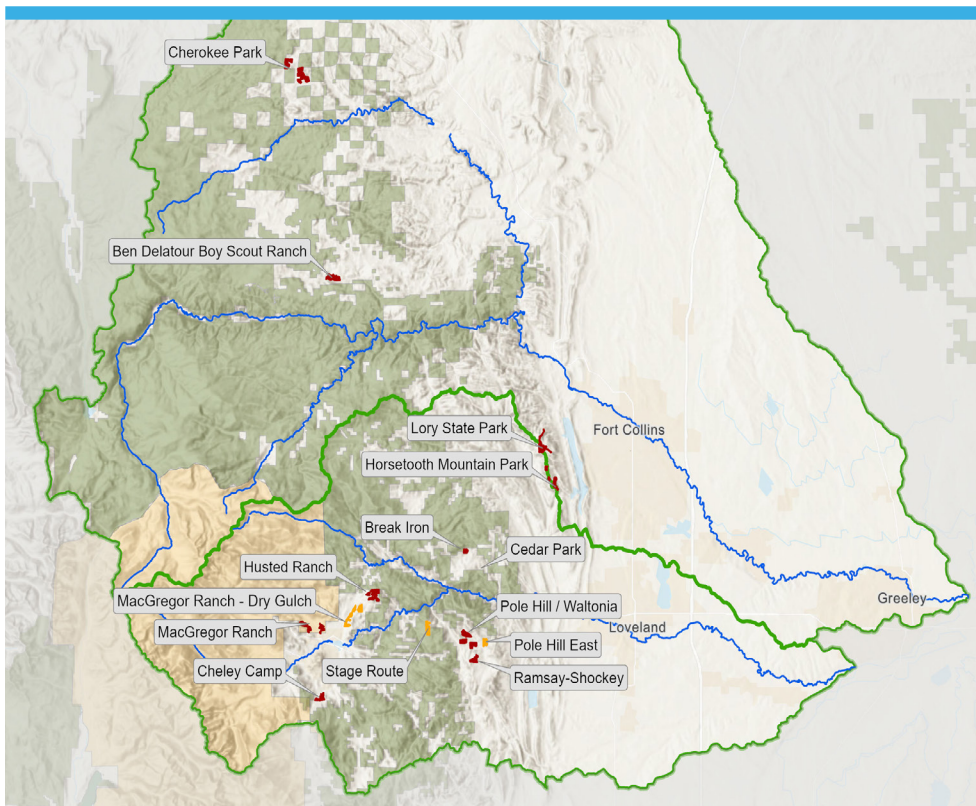 Cherokee Park
Ben Delatour Boy Scout Ranch
Lory State Park
Fort Collins
Horsetooth Mountain Park
Break Iron
Cedar Park
Husted Ranch
MacGregor Ranch - Dry Gulch
Pole Hill / Waltonia
Greeley
MacGregor Ranch
Loveland
Pole Hill East
Cheley Camp
Stage Route
Ramsay-Shockey